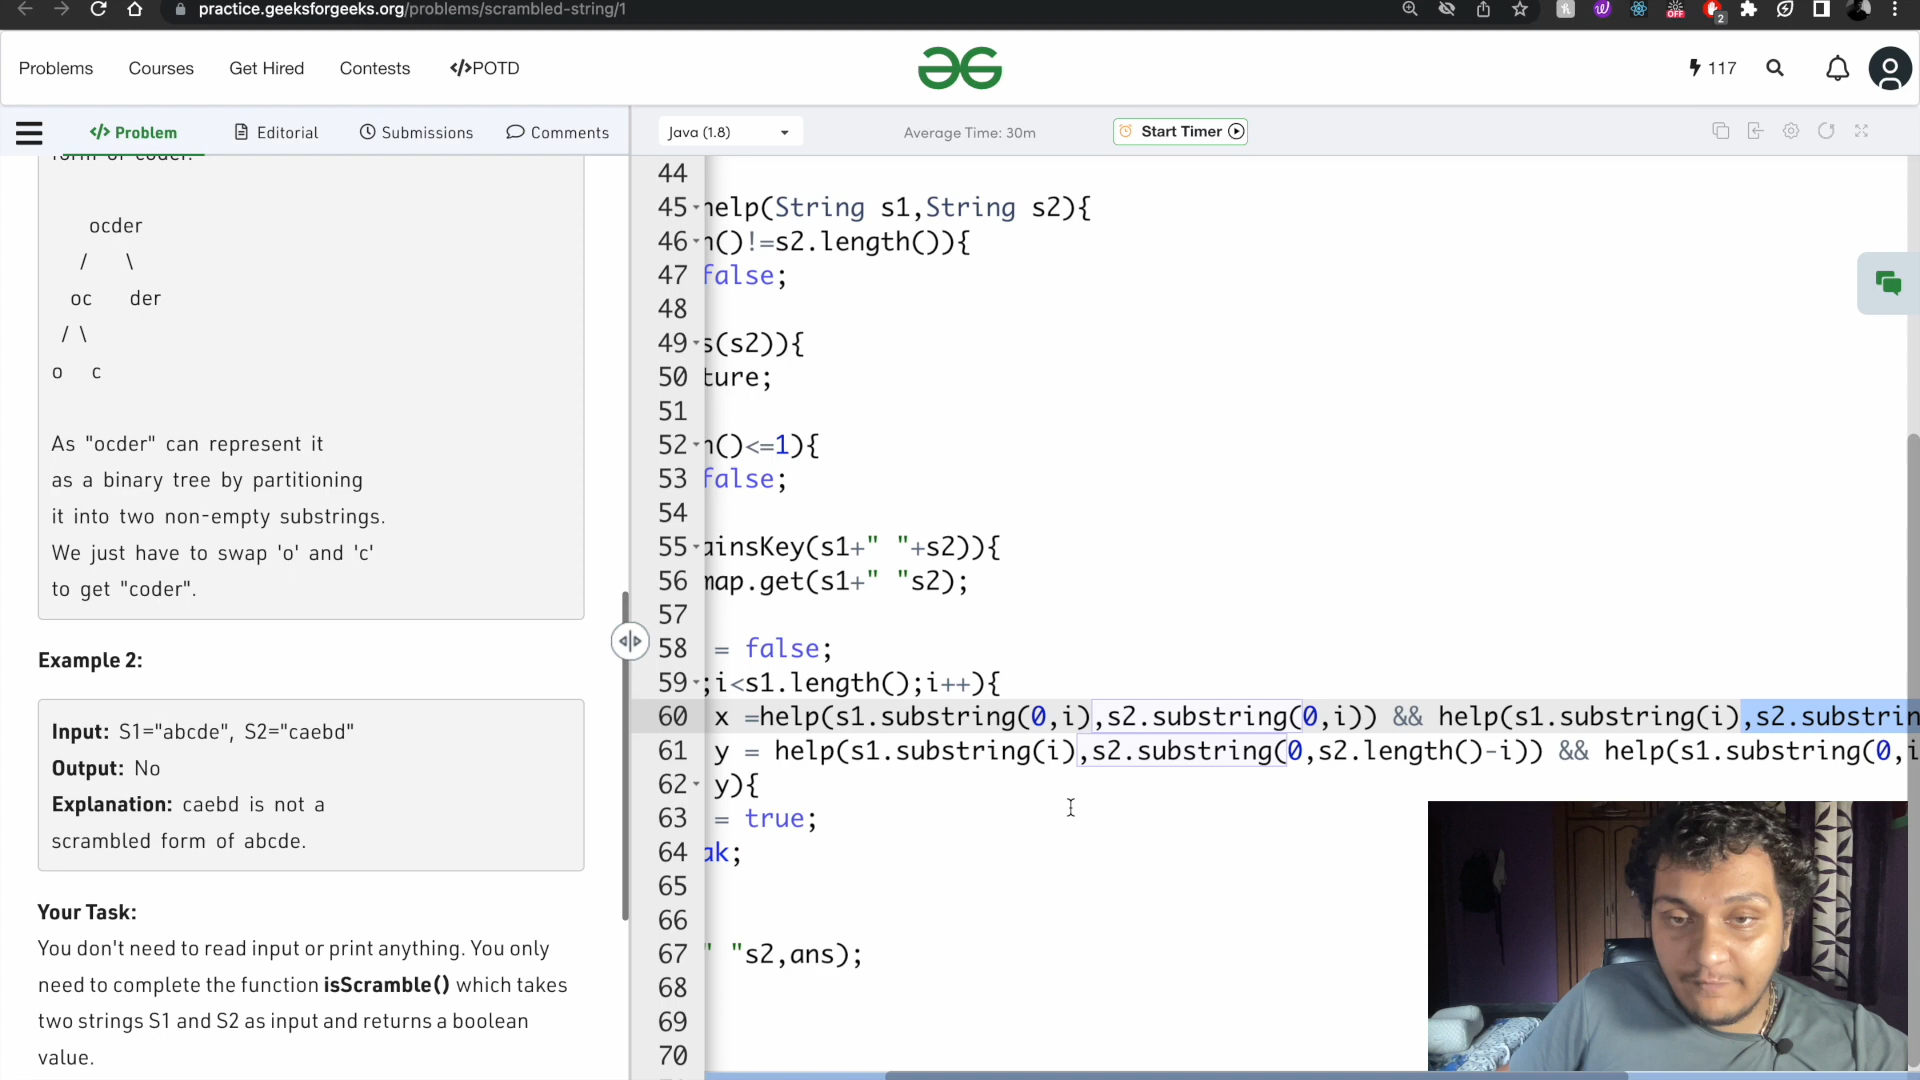 practice.geeksforgeeks.org/problems/scrambled-string/1
OFF
2
Problems
Courses
Get Hired
Contests
</>POTD
117
</> Problem
Editorial
Submissions
Comments
Java (1.8)
Average Time: 30m
Start Timer
form of coder.
ocder
/ \
oc der
/ \
o c
As "ocder" can represent it
as a binary tree by partitioning
it into two non-empty substrings.
We just have to swap 'o' and 'c'
to get "coder".
Example 2:
Input: S1="abcde", S2="caebd"
Output: No
Explanation: caebd is not a
scrambled form of abcde.
Your Task:
You don't need to read input or print anything. You only
need to complete the function isScramble() which takes
two strings S1 and S2 as input and returns a boolean
value.
44
45 help(String s1,String s2){
46 n()!=s2.length()){
47 false;
48
49 s(s2)){
50 ture;
51
52 n()<=1){
53 false;
54
55 ainsKey(s1+" "+s2)){
56 map.get(s1+" "s2);
57
58 = false;
59 ;i<s1.length();i++){
60 x =help(s1.substring(0,i),s2.substring(0,i)) && help(s1.substring(i),s2.substrin
61 y = help(s1.substring(i),s2.substring(0,s2.length()-i)) && help(s1.substring(0,i
62 y){
63 = true;
64 ak;
65
66
67 " "s2,ans);
68
69
70